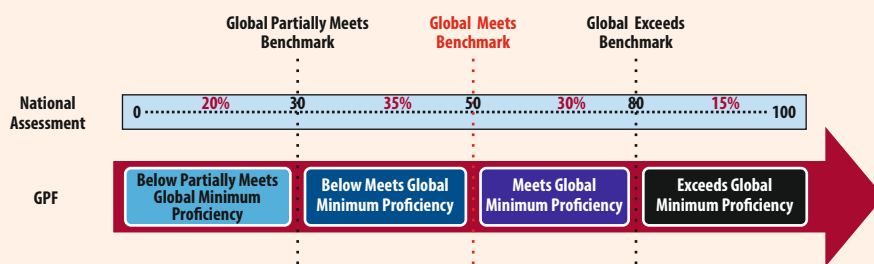 Global Partially Meets
Benchmark
Global Meets
Benchmark
Global Exceeds
Benchmark
National
Assessment
0 20% 30 35% 50 30% 80 15% 100
GPF
Below Partially Meets
Global Minimum
Proficiency
Below Meets Global
Minimum Proficiency
Meets Global
Minimum Proficiency
Exceeds Global
Minimum Proficiency